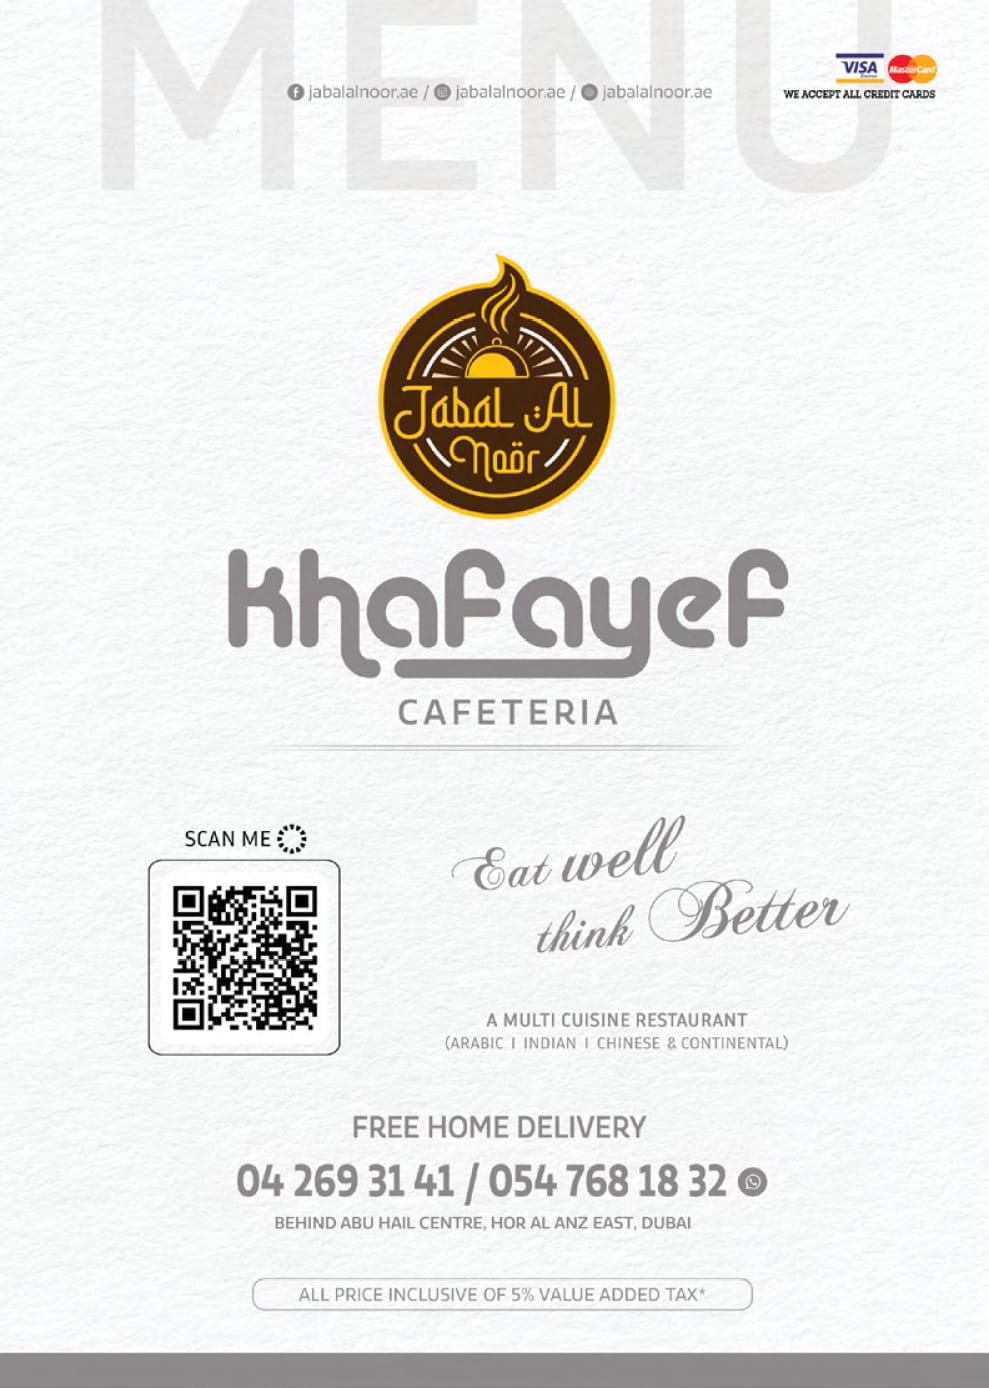 MENU
jabalalnoor.ae / jabalalnoor.ae / jabalalnoor.ae
VISA MasterCard
WE ACCEPT ALL CREDIT CARDS
Jabal Al
Noör
khafayef
CAFETERIA
SCAN ME
Eat well
think Better
A MULTI CUISINE RESTAURANT
(ARABIC I INDIAN I CHINESE & CONTINENTAL)
FREE HOME DELIVERY
04 269 31 41 / 054 768 18 32
BEHIND ABU HAIL CENTRE, HOR AL ANZ EAST, DUBAI
ALL PRICE INCLUSIVE OF 5% VALUE ADDED TAX*